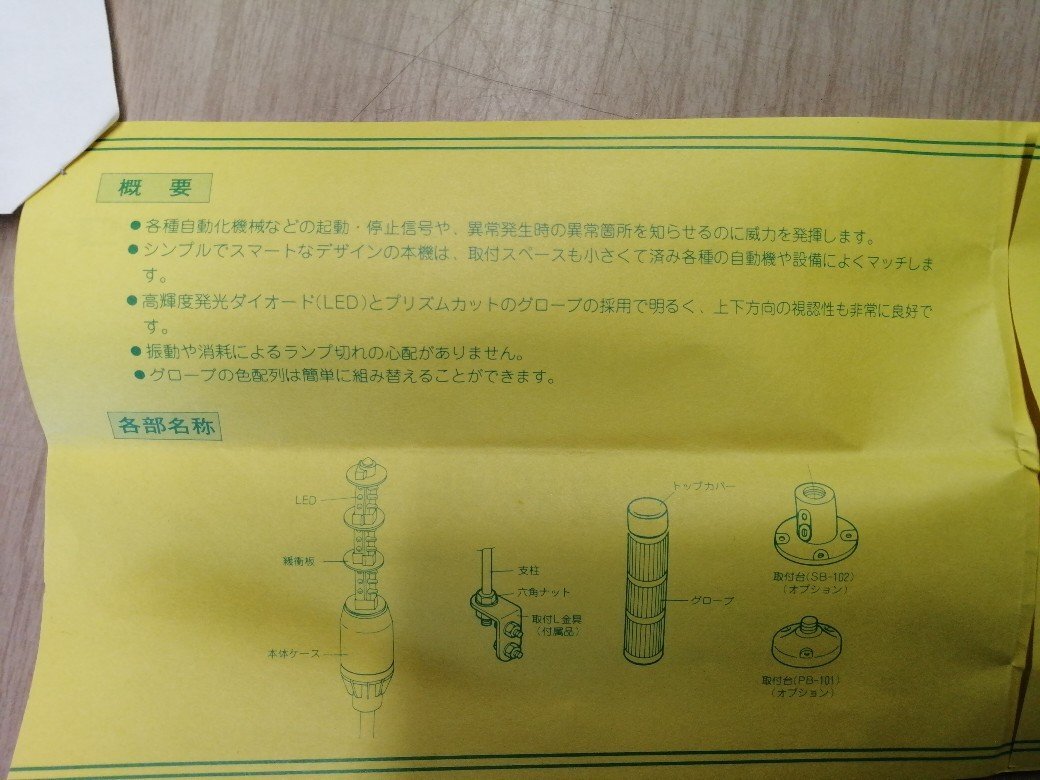 概 要
●各種自動化機械などの起動・停止信号や、異常発生時の異常箇所を知らせるのに威力を発揮します。
●シンプルでスマートなデザインの本機は、取付スペースも小さくて済み各種の自動機や設備によくマッチしま
す。
●高輝度発光ダイオード(LED)とプリズムカットのグローブの採用で明るく、上下方向の視認性も非常に良好で
す。
●振動や消耗によるランプ切れの心配がありません。
●グローブの色配列は簡単に組み替えることができます。
各部名称
LED
緩衝板
本体ケース
支柱
六角ナット
取付L金具
(付属品)
トップカバー
グローブ
取付台(SB-102)
(オプション)
取付台(PB-101)
(オプション)